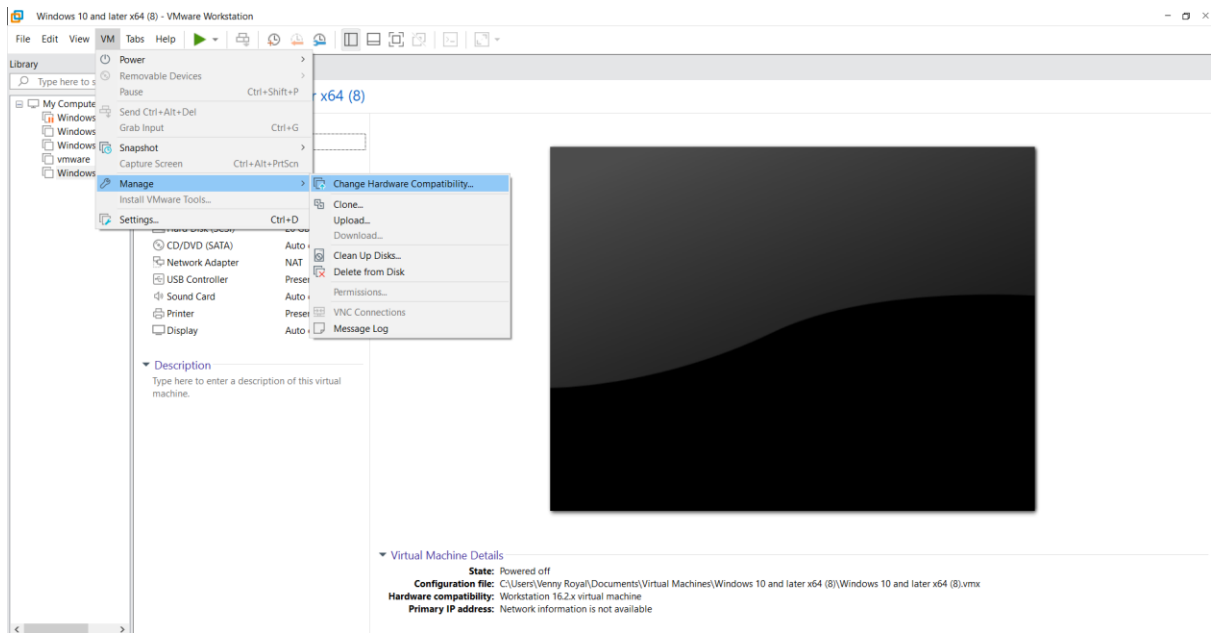 Windows 10 and later x64 (8) - VMware Workstation
File Edit View VM Tabs Help
Library
Type here to s
My Compute
Windows
Windows
Windows
vmware
Windows
Power
Removable Devices
Pause Ctrl+Shift+P
Send Ctrl+Alt+Del
Grab Input Ctrl+G
Snapshot
Capture Screen Ctrl+Alt+PrtScn
Manage
Install VMware Tools...
Settings... Ctrl+D
r x64 (8)
Change Hardware Compatibility...
Clone...
Upload...
Download...
Clean Up Disks...
Delete from Disk
Permissions...
VNC Connections
Message Log
CD/DVD (SATA) Auto
Network Adapter NAT
USB Controller Preser
Sound Card Auto
Printer Preser
Display Auto
Description
Type here to enter a description of this virtual
machine.
Virtual Machine Details
State: Powered off
Configuration file: C:\Users\Venny Royal\Documents\Virtual Machines\Windows 10 and later x64 (8)\Windows 10 and later x64 (8).vmx
Hardware compatibility: Workstation 16.2.x virtual machine
Primary IP address: Network information is not available